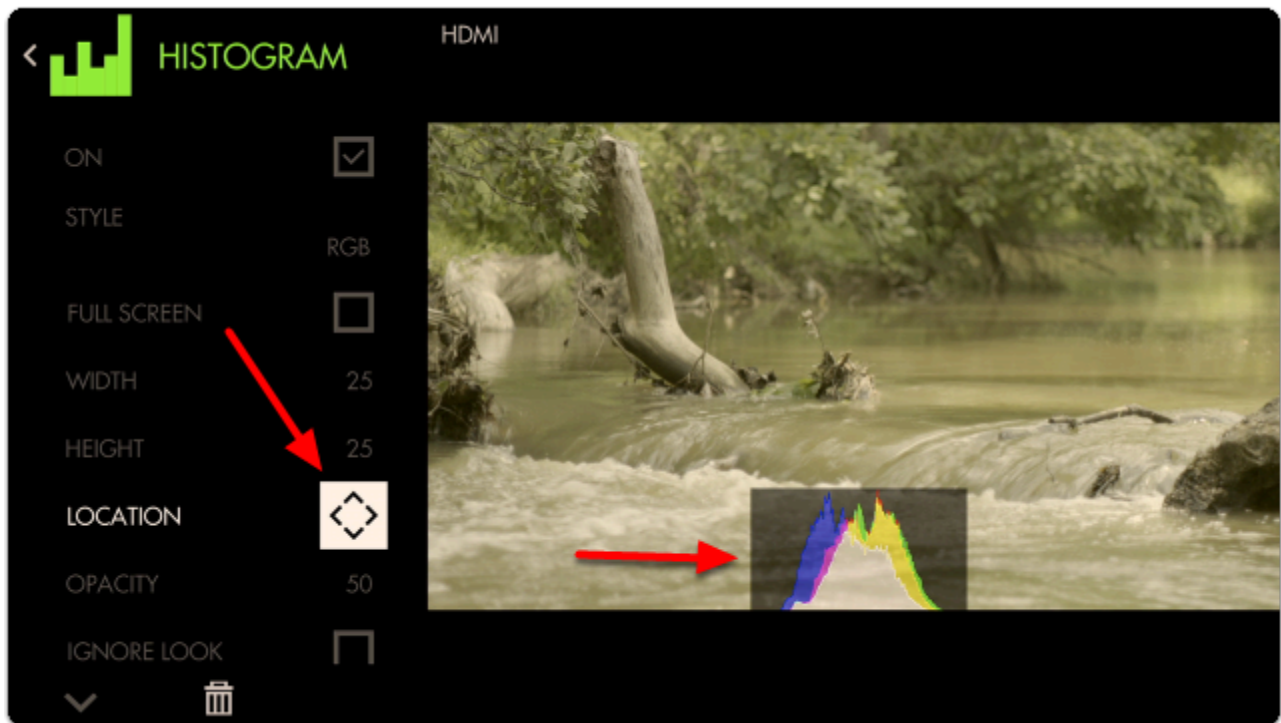 HISTOGRAM
HDMI
ON
STYLE
RGB
FULL SCREEN
WIDTH 25
HEIGHT 25
LOCATION
OPACITY 50
IGNORE LOOK